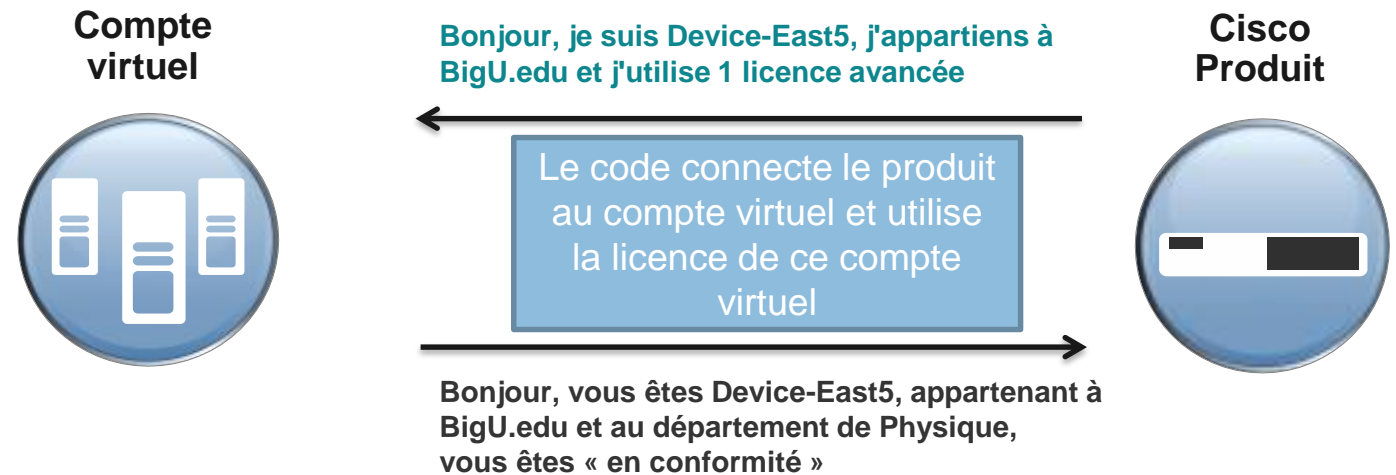 Compte
virtuel
Bonjour, je suis Device-East5, j'appartiens à
BigU.edu et j'utilise 1 licence avancée
Cisco
Produit
Le code connecte le produit
au compte virtuel et utilise
la licence de ce compte
virtuel
Bonjour, vous êtes Device-East5, appartenant à
BigU.edu et au département de Physique,
vous êtes « en conformité »